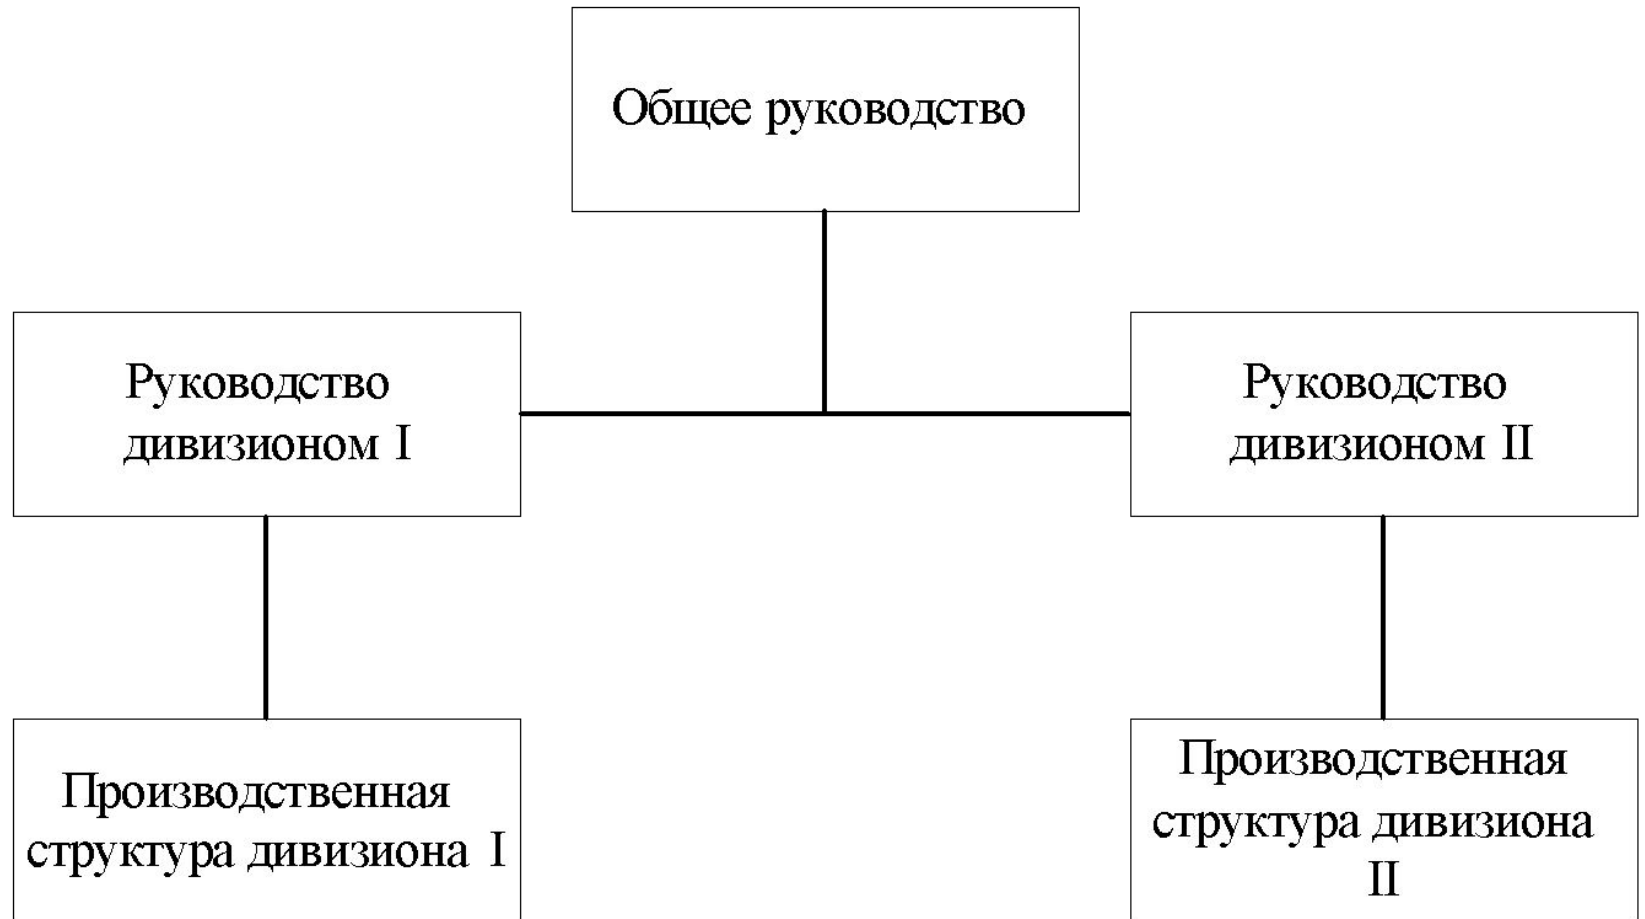 Общее руководство
Руководство
дивизионом I
Руководство
дивизионом II
Производственная
структура дивизиона I
Производственная
структура дивизиона
II